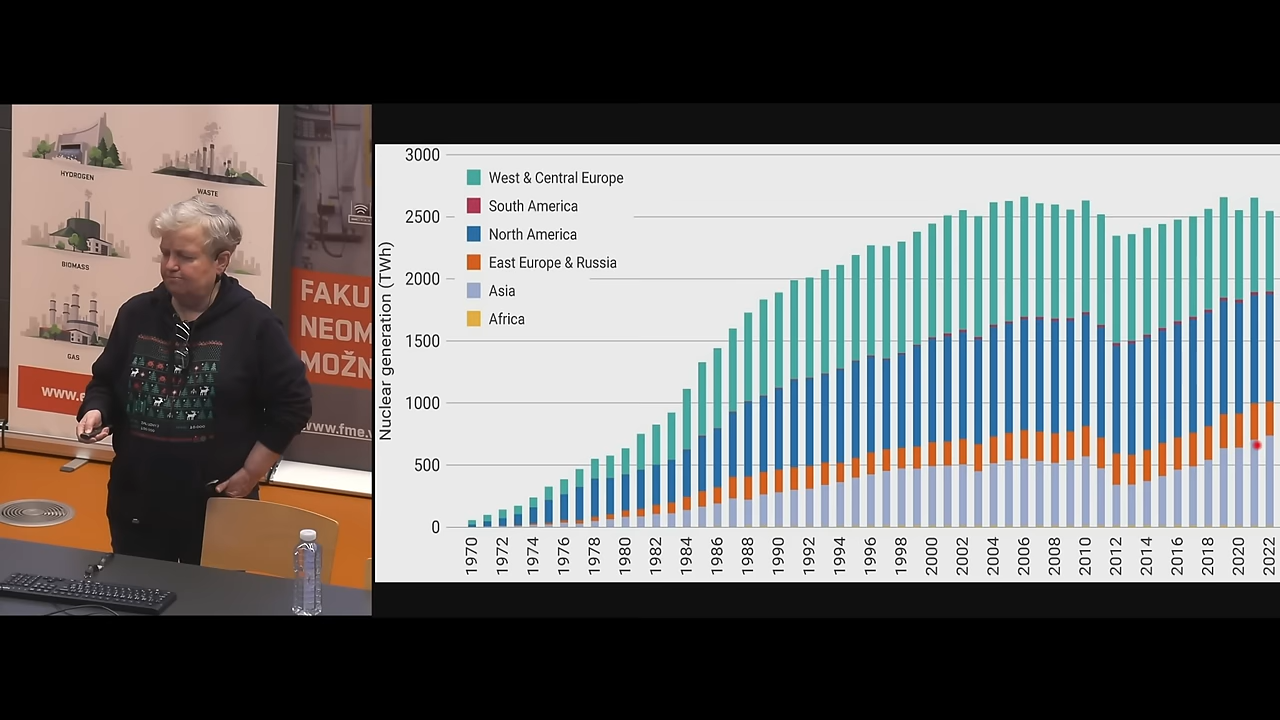 HYDROGEN
WASTE
BIOMASS
GAS
www.e
FAKU
NEOM
MOŽN
www.fme.v
3000
2500
2000
1500
1000
500
0
Nuclear generation (TWh)
West & Central Europe
South America
North America
East Europe & Russia
Asia
Africa
1970
1972
1974
1976
1978
1980
1982
1984
1986
1988
1990
1992
1994
1996
1998
2000
2002
2004
2006
2008
2010
2012
2014
2016
2018
2020
2022